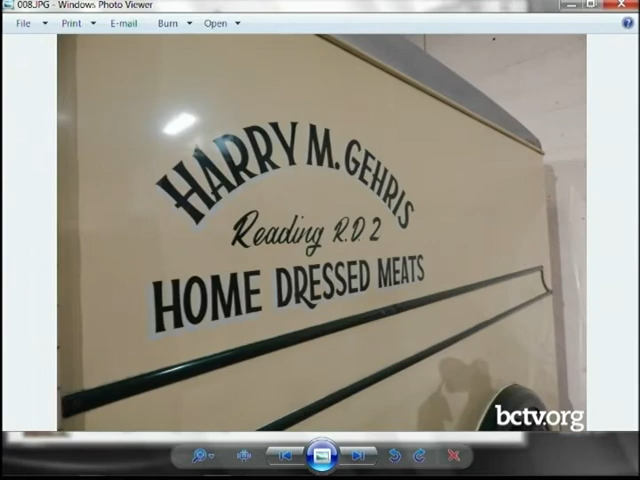 008.JPG - Windows Photo Viewer
File Print E-mail Burn Open
HARRY M. GEHRIS
Reading R.D. 2
HOME DRESSED MEATS
bctv.org